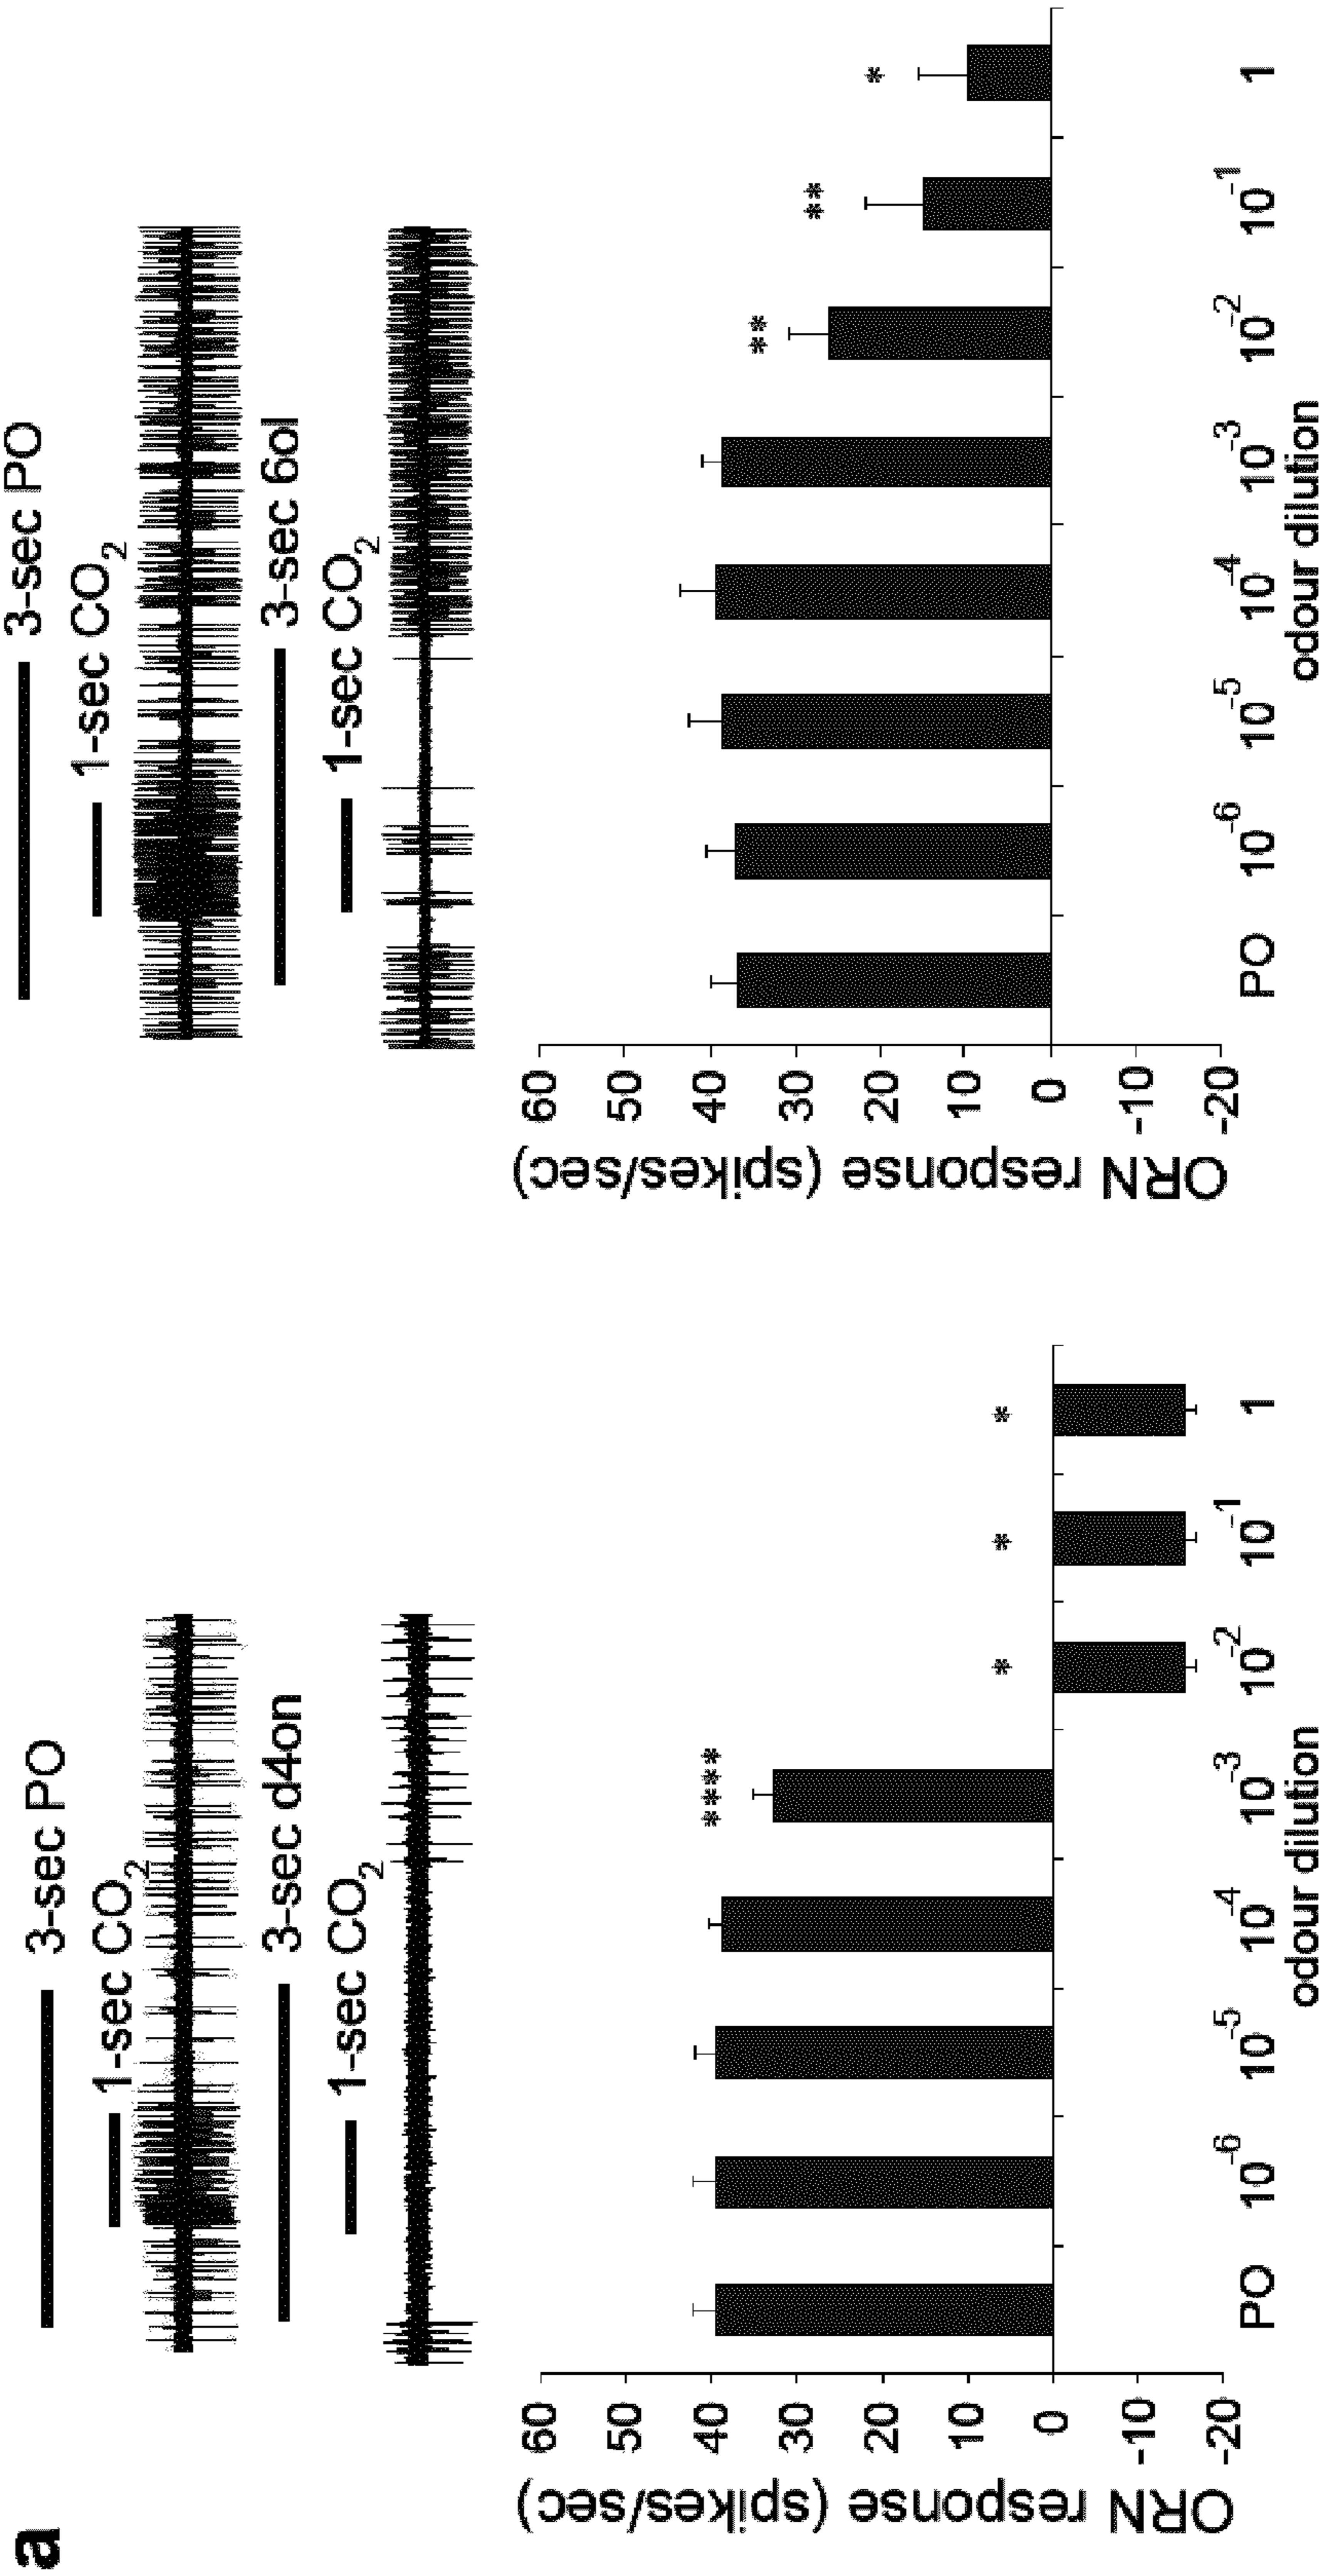 a
3-sec PO
1-sec CO2
3-sec d4on
1-sec CO2
ORN response (spikes/sec)
60
50
40
30
20
10
0
-10
-20
****
*
*
*
PO 10-6 10-5 10-4 10-3 10-2 10-1 1
odour dilution
3-sec PO
1-sec CO2
3-sec 6ol
1-sec CO2
ORN response (spikes/sec)
60
50
40
30
20
10
0
-10
-20
**
**
*
PO 10-6 10-5 10-4 10-3 10-2 10-1 1
odour dilution